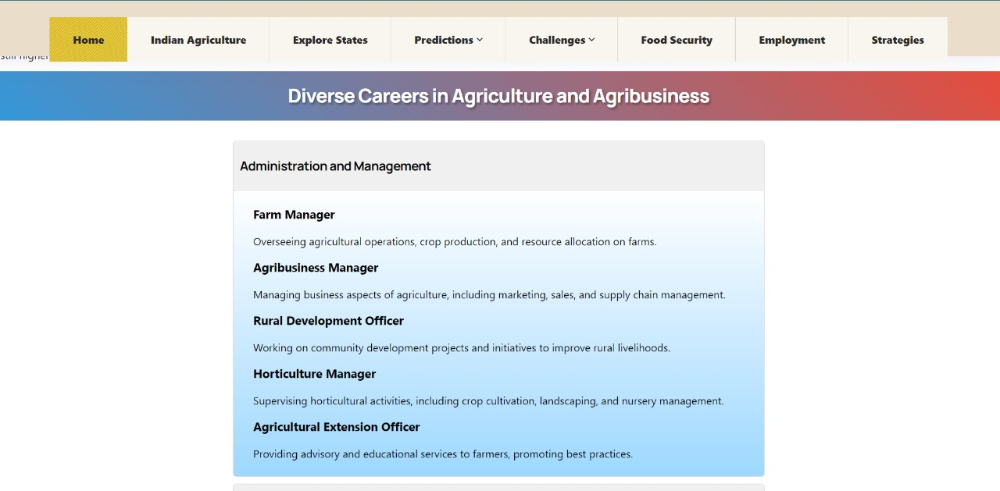 Home Indian Agriculture Explore States Predictions Challenges Food Security Employment Strategies
still higher
Diverse Careers in Agriculture and Agribusiness
Administration and Management
Farm Manager
Overseeing agricultural operations, crop production, and resource allocation on farms.
Agribusiness Manager
Managing business aspects of agriculture, including marketing, sales, and supply chain management.
Rural Development Officer
Working on community development projects and initiatives to improve rural livelihoods.
Horticulture Manager
Supervising horticultural activities, including crop cultivation, landscaping, and nursery management.
Agricultural Extension Officer
Providing advisory and educational services to farmers, promoting best practices.